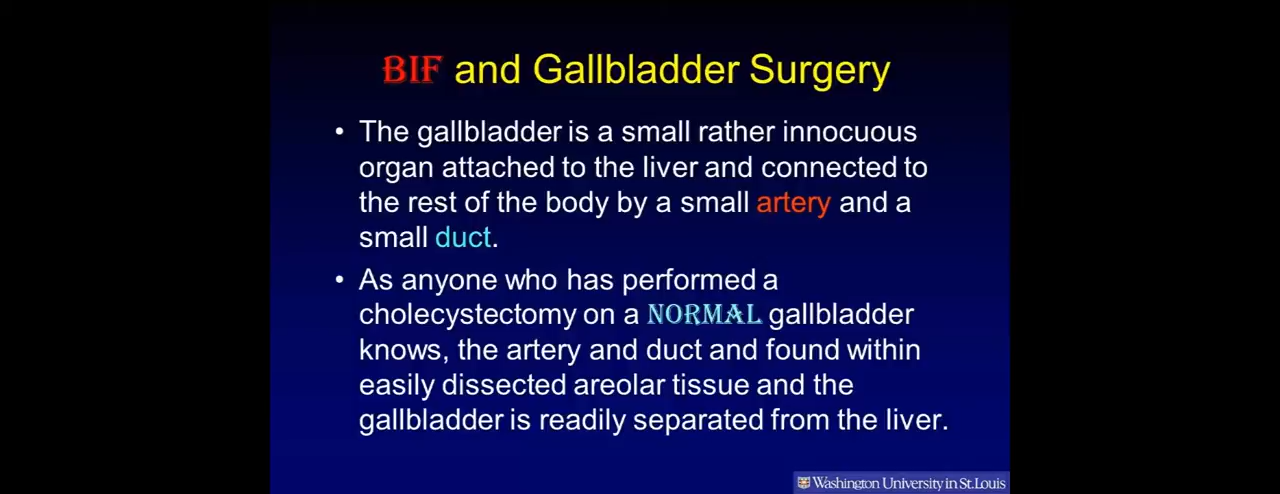 BIF and Gallbladder Surgery
• The gallbladder is a small rather innocuous
organ attached to the liver and connected to
the rest of the body by a small artery and a
small duct.
• As anyone who has performed a
cholecystectomy on a NORMAL gallbladder
knows, the artery and duct and found within
easily dissected areolar tissue and the
gallbladder is readily separated from the liver.
Washington University in St. Louis